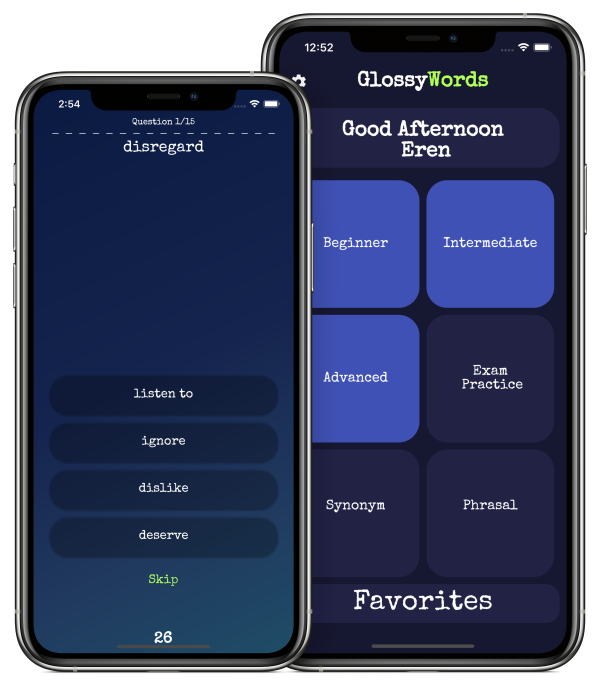 2:54
Question 1/15
disregard
listen to
ignore
dislike
deserve
Skip
26
12:52
GlossyWords
Good Afternoon
Eren
Beginner
Intermediate
Advanced
Exam
Practice
Synonym
Phrasal
Favorites